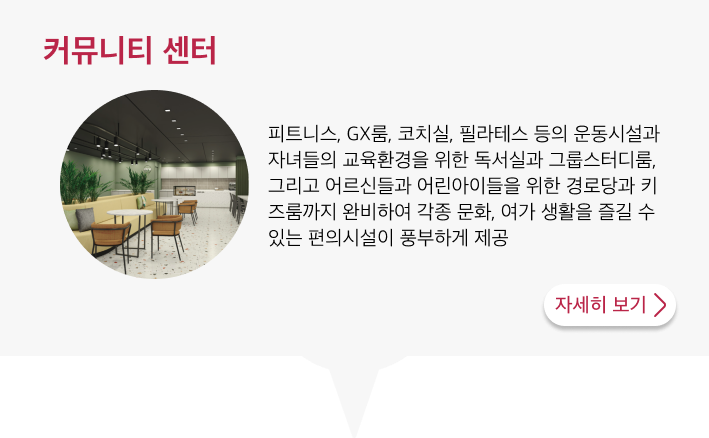 커뮤니티 센터
피트니스, GX룸, 코치실, 필라테스 등의 운동시설과
자녀들의 교육환경을 위한 독서실과 그룹스터디룸,
그리고 어르신들과 어린아이들을 위한 경로당과 키
즈룸까지 완비하여 각종 문화, 여가 생활을 즐길 수
있는 편의시설이 풍부하게 제공
자세히 보기